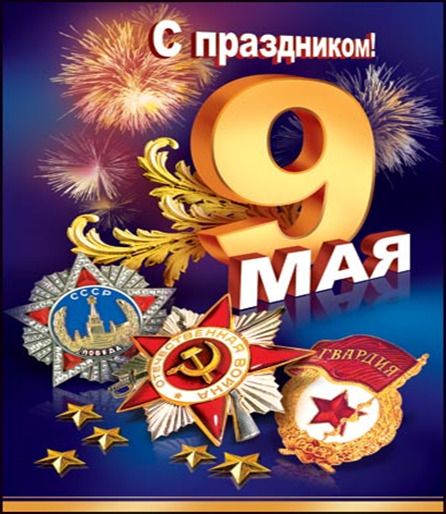 С праздником!
9
МАЯ
СССР
ПОБЕДА
ОТЕЧЕСТВЕННАЯ ВОЙНА
ГВАРДИЯ